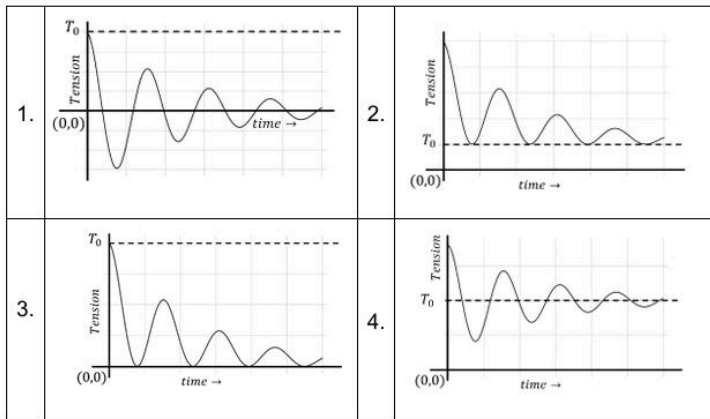 1.
T₀
Tension
(0,0)
time →
2.
Tension
T₀
(0,0)
time →
3.
T₀
Tension
(0,0)
time →
4.
Tension
T₀
(0,0)
time →